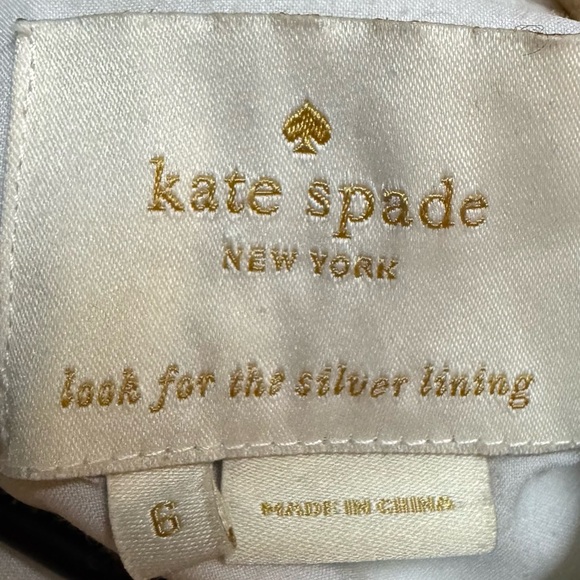 kate spade
NEW YORK
look for the silver lining
6
MADE IN CHINA